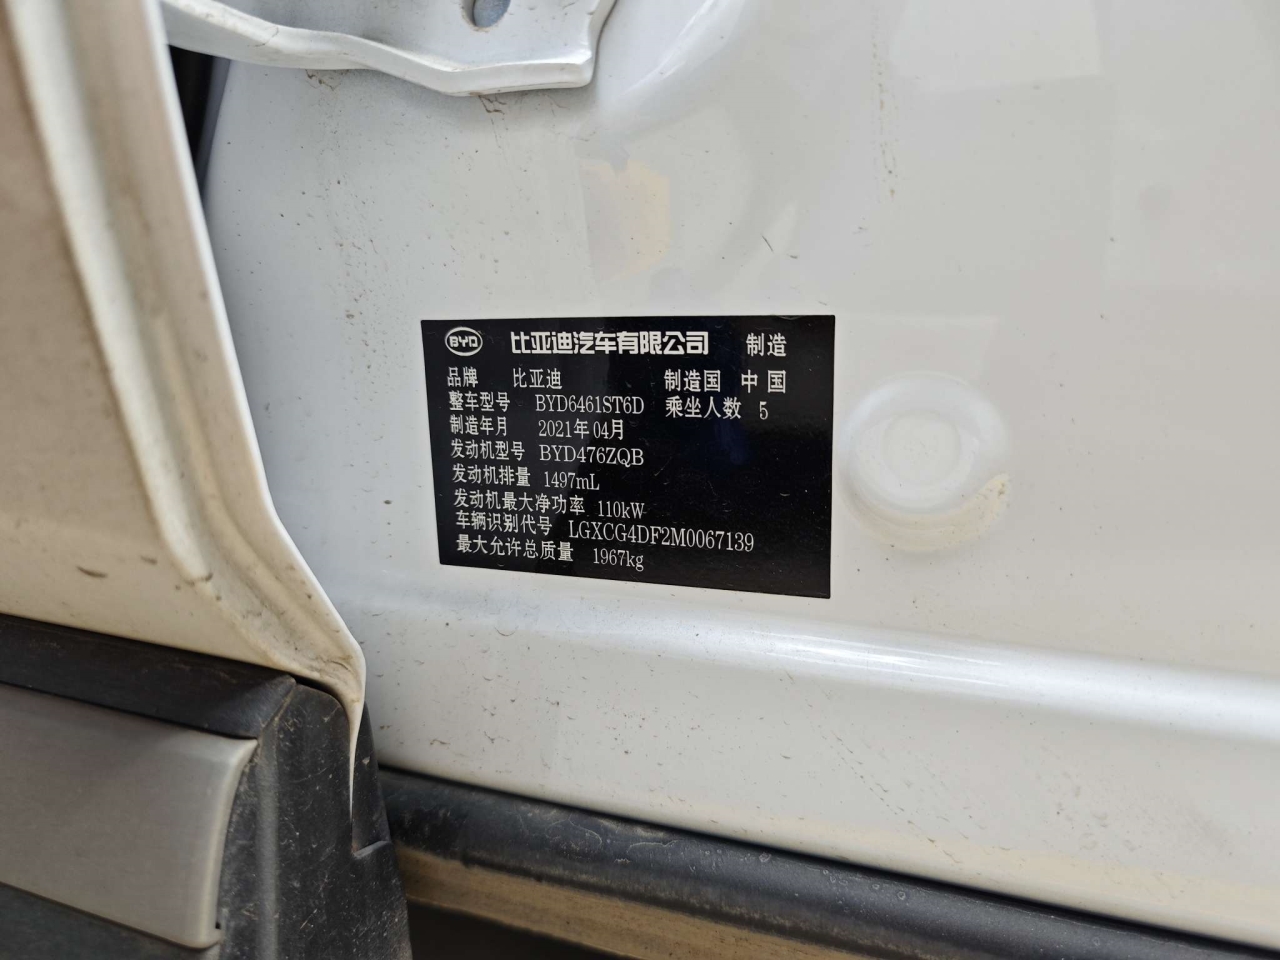 BYD 比亚迪汽车有限公司 制造
品牌 比亚迪 制造国 中国
整车型号 BYD6461ST6D 乘坐人数 5
制造年月 2021年04月
发动机型号 BYD476ZQB
发动机排量 1497mL
发动机最大净功率 110kW
车辆识别代号 LGXCG4DF2M0067139
最大允许总质量 1967kg